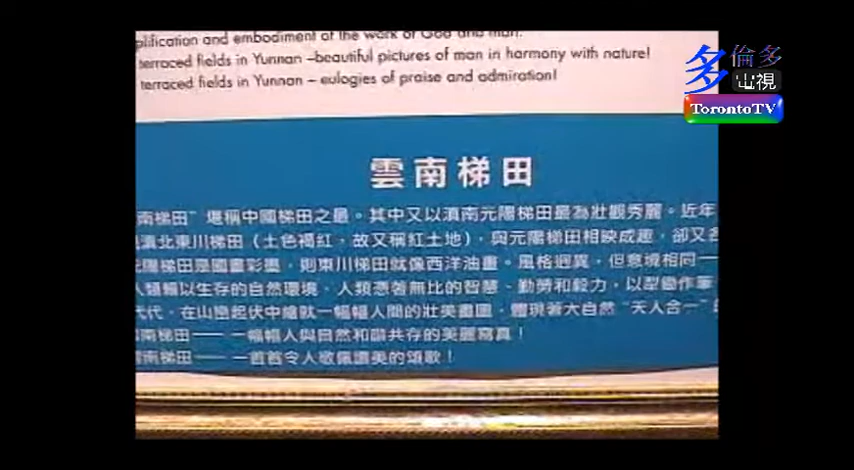 plification and embodiment of the work of God and man.
terraced fields in Yunnan –beautiful pictures of man in harmony with nature!
terraced fields in Yunnan – eulogies of praise and admiration!
多倫多
電視
TorontoTV
雲南梯田
南梯田”堪稱中國梯田之最。其中又以滇南元陽梯田最為壯觀秀麗。近年
滇北東川梯田（土色褐紅，故又稱紅土地），與元陽梯田相映成趣，卻又各
陽梯田是國畫彩墨，則東川梯田就像西洋油畫。風格迥異，但意境相同——
人類賴以生存的自然環境，人類憑著無比的智慧、勤勞和毅力，以犁鋤作筆
代代，在山巒起伏中繪就一幅幅人間的壯美畫圖，體現著大自然“天人合一”
南梯田——一幅幅人與自然和諧共存的美麗寫真！
南梯田——一首首令人敬佩讚美的頌歌！